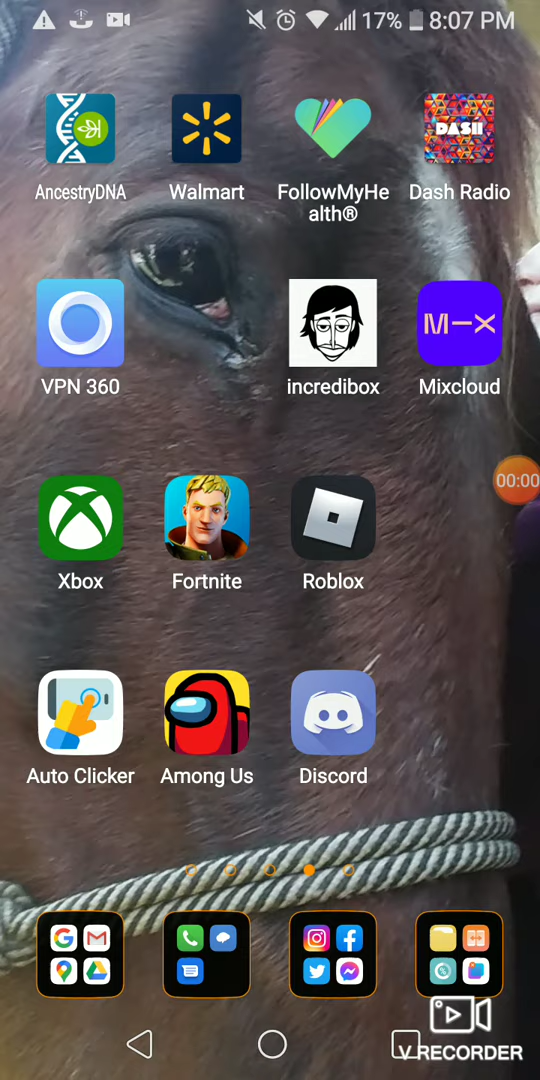 17% 8:07 PM
DASH
AncestryDNA Walmart FollowMyHe Dash Radio
alth®
M-X
VPN 360 incredibox Mixcloud
00:00
Xbox Fortnite Roblox
Auto Clicker Among Us Discord
V RECORDER